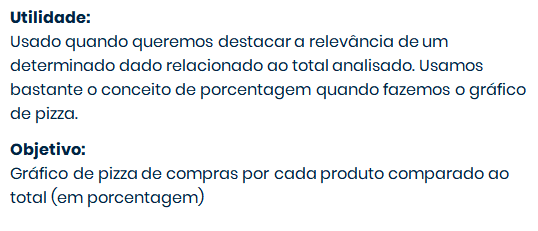 Utilidade:
Usado quando queremos destacar a relevância de um
determinado dado relacionado ao total analisado. Usamos
bastante o conceito de porcentagem quando fazemos o gráfico
de pizza.
Objetivo:
Gráfico de pizza de compras por cada produto comparado ao
total (em porcentagem)